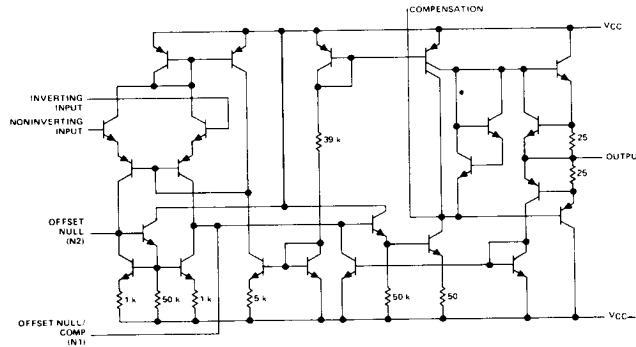 COMPENSATION
VCC
INVERTING
INPUT
NONINVERTING
INPUT
39 k
25
OUTPUT
25
OFFSET
NULL
(N2)
1 k
50 k
1 k
5 k
50 k
50
OFFSET NULL/
COMP
(N1)
VCC–